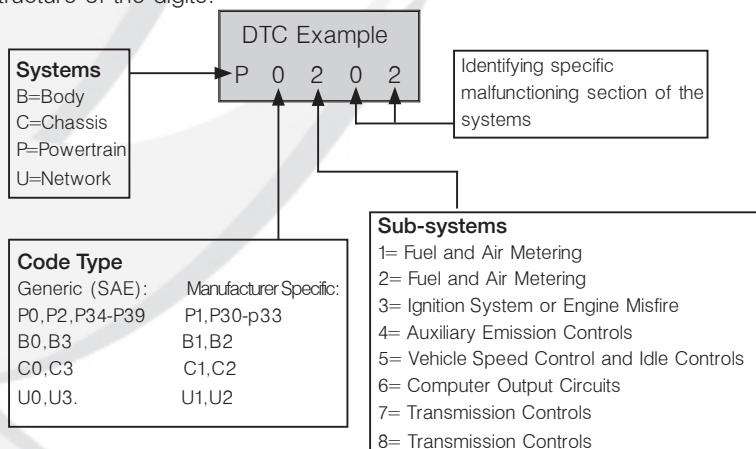 structure of the digits.
DTC Example
P 0 2 0 2
Systems
B=Body
C=Chassis
P=Powertrain
U=Network
Identifying specific
malfunctioning section of the
systems
Code Type
Generic (SAE): Manufacturer Specific:
P0,P2,P34-P39 P1,P30-p33
B0,B3 B1,B2
C0,C3 C1,C2
U0,U3. U1,U2
Sub-systems
1= Fuel and Air Metering
2= Fuel and Air Metering
3= Ignition System or Engine Misfire
4= Auxiliary Emission Controls
5= Vehicle Speed Control and Idle Controls
6= Computer Output Circuits
7= Transmission Controls
8= Transmission Controls